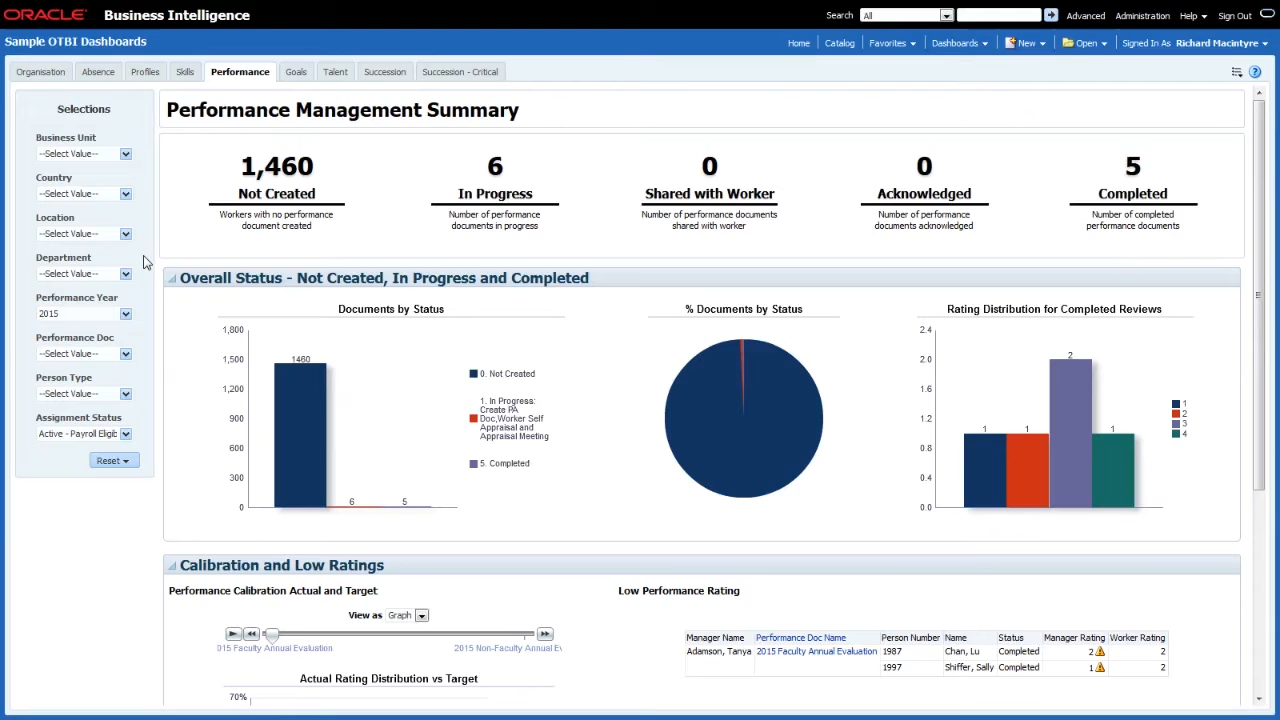 ORACLE Business Intelligence
Search All Advanced Administration Help Sign Out
Sample OTBI Dashboards
Home Catalog Favorites Dashboards New Open Signed In As Richard Macintyre
Organisation Absence Profiles Skills Performance Goals Talent Succession Succession - Critical
Selections
Business Unit
--Select Value--
Country
--Select Value--
Location
--Select Value--
Department
--Select Value--
Performance Year
2015
Performance Doc
--Select Value--
Person Type
--Select Value--
Assignment Status
Active - Payroll Eligib
Reset
Performance Management Summary
1,460
Not Created
Workers with no performance
document created
6
In Progress
Number of performance
documents in progress
0
Shared with Worker
Number of performance documents
shared with worker
0
Acknowledged
Number of performance
documents acknowledged
5
Completed
Number of completed
performance documents
Overall Status - Not Created, In Progress and Completed
Documents by Status
1,800
1,500
1,200
900
600
300
0
1460
6
5
0. Not Created
1. In Progress:
Create PA
Doc,Worker Self
Appraisal and
Appraisal Meeting
5. Completed
% Documents by Status
Rating Distribution for Completed Reviews
2.4
2.0
1.6
1.2
0.8
0.4
0.0
1
1
2
1
1
2
3
4
Calibration and Low Ratings
Performance Calibration Actual and Target
View as Graph
015 Faculty Annual Evaluation
2015 Non-Faculty Annual Ev
Actual Rating Distribution vs Target
70%
Low Performance Rating
Manager Name Performance Doc Name Person Number Name Status Manager Rating Worker Rating
Adamson, Tanya 2015 Faculty Annual Evaluation 1987 Chan, Lu Completed 2 2
1997 Shiffer, Sally Completed 1 2